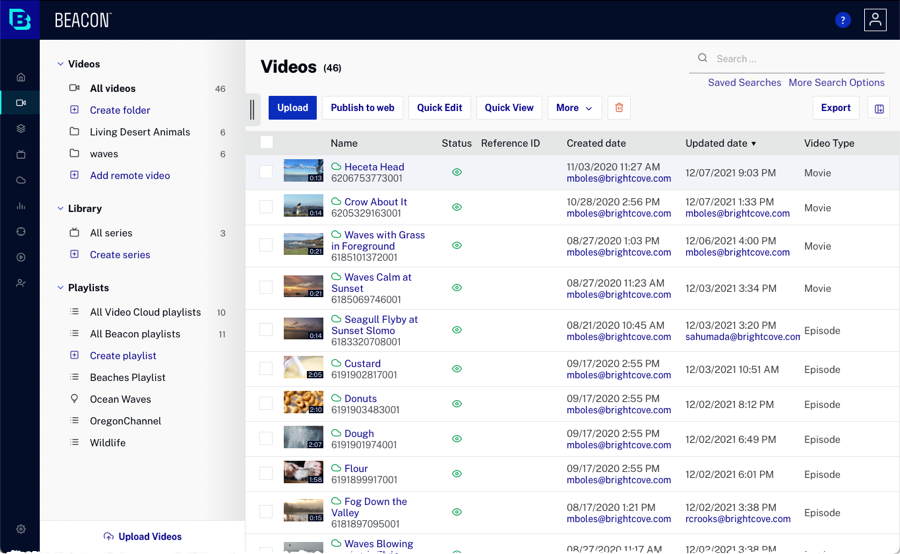 BEACON
?
Videos
All videos 46
Create folder
Living Desert Animals 6
waves 6
Add remote video
Library
All series 3
Create series
Playlists
All Video Cloud playlists 10
All Beacon playlists 11
Create playlist
Beaches Playlist
Ocean Waves
OregonChannel
Wildlife
Upload Videos
Videos (46)
Search ...
Saved Searches More Search Options
Upload Publish to web Quick Edit Quick View More Export
Name Status Reference ID Created date Updated date Video Type
0:13
Heceta Head
6206753773001
11/03/2020 11:27 AM
mboles@brightcove.com
12/07/2021 9:03 PM
Movie
0:14
Crow About It
6205329163001
10/28/2020 2:56 PM
mboles@brightcove.com
12/07/2021 1:33 PM
mboles@brightcove.com
Movie
0:21
Waves with Grass
in Foreground
6185101372001
08/27/2020 1:03 PM
mboles@brightcove.com
12/06/2021 4:00 PM
mboles@brightcove.com
Movie
0:21
Waves Calm at
Sunset
6185069746001
08/27/2020 11:23 AM
mboles@brightcove.com
12/03/2021 3:34 PM
Movie
0:14
Seagull Flyby at
Sunset Slomo
6183320708001
08/21/2020 10:45 AM
mboles@brightcove.com
12/03/2021 3:20 PM
sahumada@brightcove.com
Episode
2:05
Custard
6191902817001
09/17/2020 2:55 PM
mboles@brightcove.com
12/03/2021 10:51 AM
Episode
2:10
Donuts
6191903483001
09/17/2020 2:55 PM
mboles@brightcove.com
12/02/2021 8:12 PM
Episode
2:07
Dough
6191901974001
09/17/2020 2:55 PM
mboles@brightcove.com
12/02/2021 6:49 PM
Episode
1:58
Flour
6191899917001
09/17/2020 2:55 PM
mboles@brightcove.com
12/02/2021 6:01 PM
Episode
0:15
Fog Down the
Valley
6181897095001
08/17/2020 1:21 PM
mboles@brightcove.com
12/02/2021 3:38 PM
rcrooks@brightcove.com
Episode
Waves Blowing
08/27/2020 11:17 AM
12/02/2021 3:38 PM